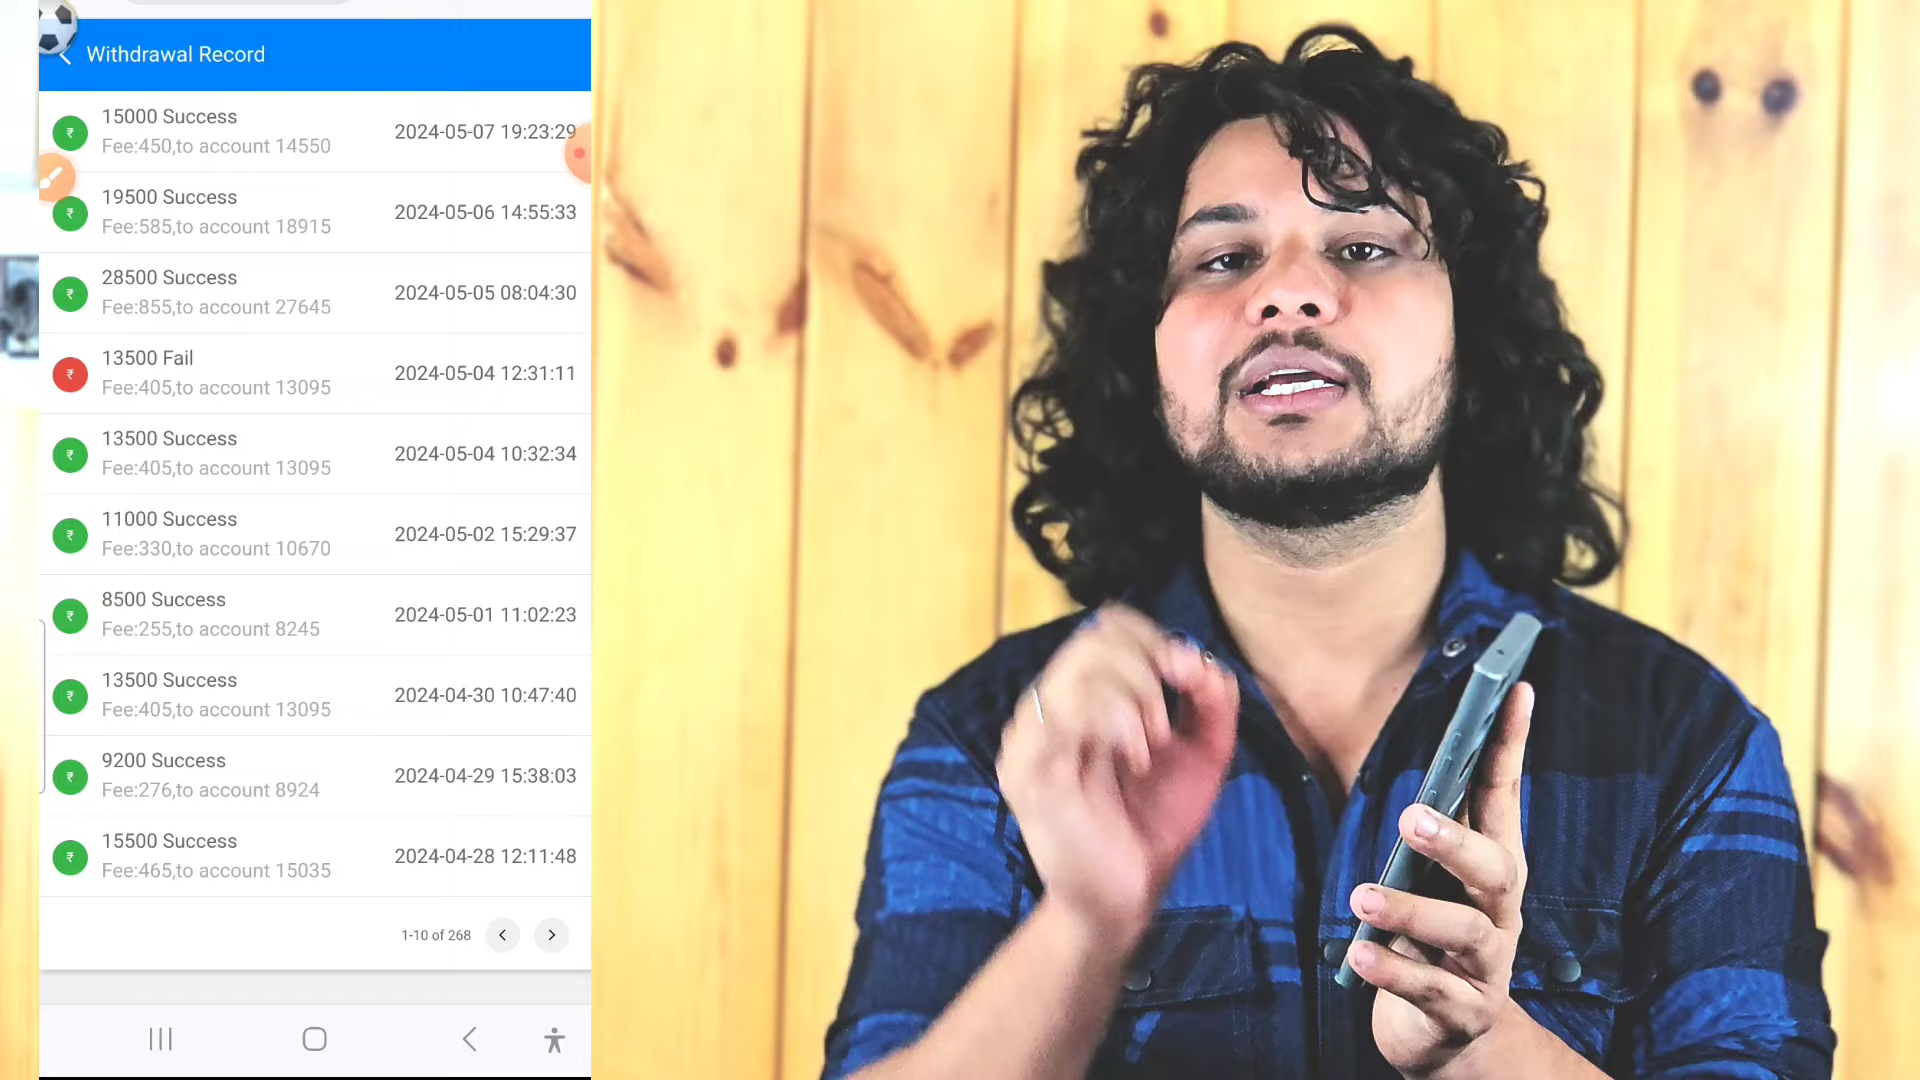 Withdrawal Record
15000 Success
Fee:450,to account 14550
2024-05-07 19:23:29
19500 Success
Fee:585,to account 18915
2024-05-06 14:55:33
28500 Success
Fee:855,to account 27645
2024-05-05 08:04:30
13500 Fail
Fee:405,to account 13095
2024-05-04 12:31:11
13500 Success
Fee:405,to account 13095
2024-05-04 10:32:34
11000 Success
Fee:330,to account 10670
2024-05-02 15:29:37
8500 Success
Fee:255,to account 8245
2024-05-01 11:02:23
13500 Success
Fee:405,to account 13095
2024-04-30 10:47:40
9200 Success
Fee:276,to account 8924
2024-04-29 15:38:03
15500 Success
Fee:465,to account 15035
2024-04-28 12:11:48
1-10 of 268